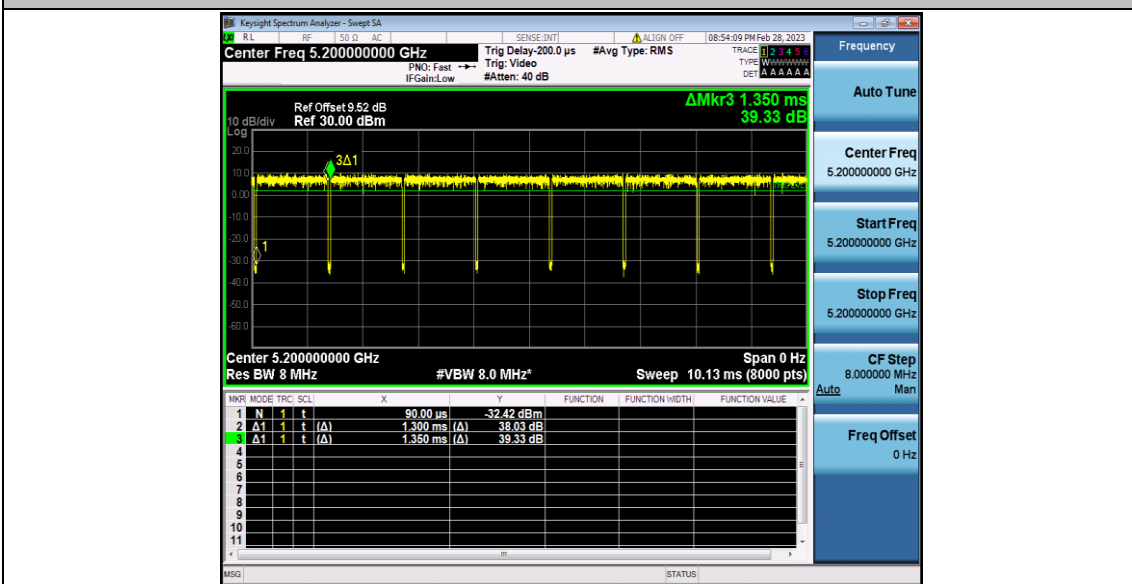 Keysight Spectrum Analyzer - Swept SA
LXI RL RF 50 Ω AC SENSE:INT ALIGN OFF 08:54:09 PM Feb 28, 2023
Center Freq 5.200000000 GHz
PNO: Fast
IFGain:Low
Trig Delay-200.0 µs
Trig: Video
#Atten: 40 dB
#Avg Type: RMS
TRACE 1 2 3 4 5 6
TYPE W
DET A A A A A A
Ref Offset 9.52 dB
10 dB/div Ref 30.00 dBm
Log
ΔMkr3 1.350 ms
39.33 dB
20.0
10.0
0.00
-10.0
-20.0
-30.0
-40.0
-50.0
-60.0
3Δ1
1
Center 5.200000000 GHz Span 0 Hz
Res BW 8 MHz #VBW 8.0 MHz* Sweep 10.13 ms (8000 pts)
MKR MODE TRC SCL X Y FUNCTION FUNCTION WIDTH FUNCTION VALUE
1 N 1 t 90.00 µs -32.42 dBm
2 Δ1 1 t (Δ) 1.300 ms (Δ) 38.03 dB
3 Δ1 1 t (Δ) 1.350 ms (Δ) 39.33 dB
4
5
6
7
8
9
10
11
MSG STATUS
Frequency
Auto Tune
Center Freq
5.200000000 GHz
Start Freq
5.200000000 GHz
Stop Freq
5.200000000 GHz
CF Step
8.000000 MHz
Auto Man
Freq Offset
0 Hz